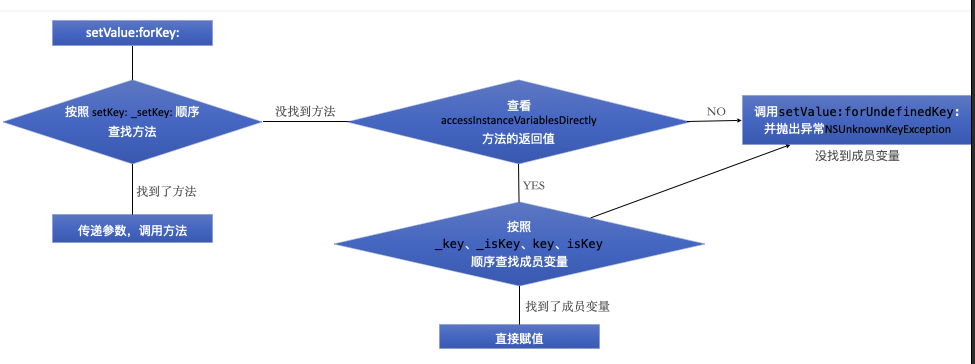 setValue:forKey:
按照 setKey: _setKey: 顺序
查找方法
没找到方法
查看
accessInstanceVariablesDirectly
方法的返回值
NO
调用setValue:forUndefinedKey:
并抛出异常NSUnknownKeyException
没找到成员变量
找到了方法
传递参数，调用方法
YES
按照
_key、_isKey、key、isKey
顺序查找成员变量
找到了成员变量
直接赋值